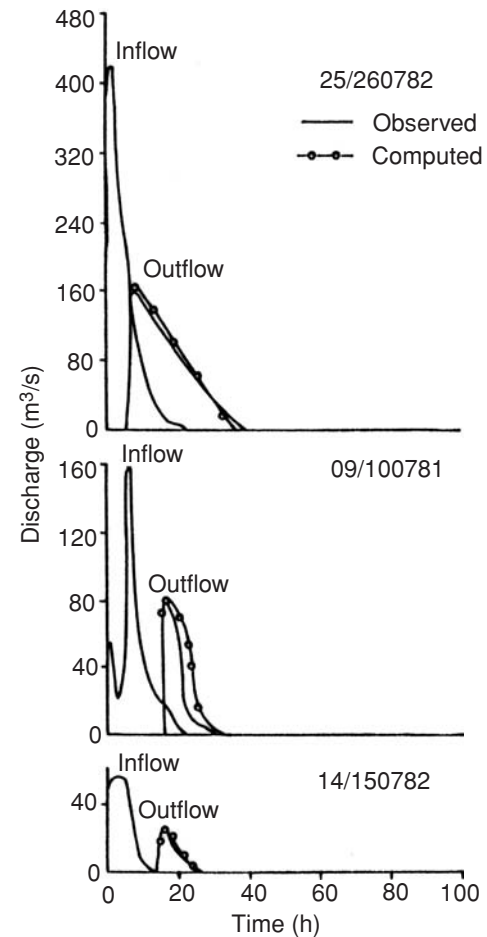 480
400
320
240
160
80
0
Inflow
25/260782
Observed
Computed
Outflow
Discharge (m³/s)
160
120
80
40
0
Inflow
09/100781
Outflow
40
0
Inflow
14/150782
Outflow
0 20 40 60 80 100
Time (h)